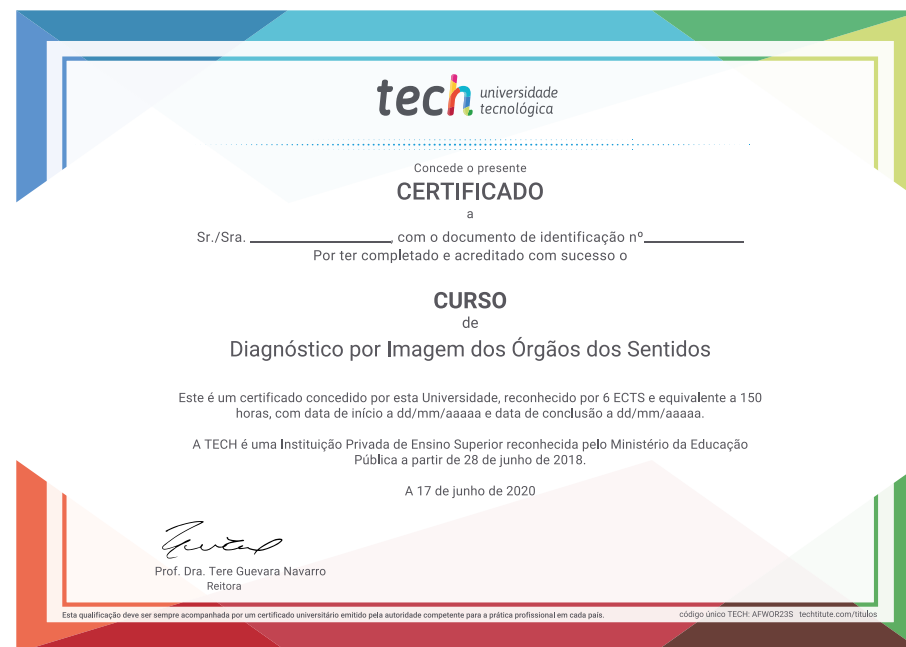 tech universidade
tecnológica
Concede o presente
CERTIFICADO
a
Sr./Sra. ________________, com o documento de identificação nº______________
Por ter completado e acreditado com sucesso o
CURSO
de
Diagnóstico por Imagem dos Órgãos dos Sentidos
Este é um certificado concedido por esta Universidade, reconhecido por 6 ECTS e equivalente a 150
horas, com data de início a dd/mm/aaaaa e data de conclusão a dd/mm/aaaaa.
A TECH é uma Instituição Privada de Ensino Superior reconhecida pelo Ministério da Educação
Pública a partir de 28 de junho de 2018.
A 17 de junho de 2020
Prof. Dra. Tere Guevara Navarro
Reitora
Esta qualificação deve ser sempre acompanhada por um certificado universitário emitido pela autoridade competente para a prática profissional em cada país.
código único TECH: AFWOR23S techtitute.com/titulos